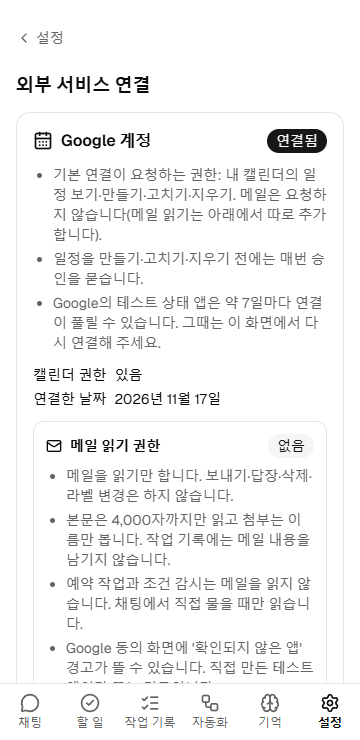 설정
외부 서비스 연결
Google 계정
연결됨
기본 연결이 요청하는 권한: 내 캘린더의 일
정 보기·만들기·고치기·지우기. 메일은 요청하
지 않습니다(메일 읽기는 아래에서 따로 추가
합니다).
일정을 만들기·고치기·지우기 전에는 매번 승
인을 묻습니다.
Google의 테스트 상태 앱은 약 7일마다 연결
이 풀릴 수 있습니다. 그때는 이 화면에서 다
시 연결해 주세요.
캘린더 권한 있음
연결한 날짜 2026년 11월 17일
메일 읽기 권한
없음
메일을 읽기만 합니다. 보내기·답장·삭제·
라벨 변경은 하지 않습니다.
본문은 4,000자까지만 읽고 첨부는 이
름만 봅니다. 작업 기록에는 메일 내용을
남기지 않습니다.
예약 작업과 조건 감시는 메일을 읽지 않
습니다. 채팅에서 직접 물을 때만 읽습니
다.
Google 동의 화면에 '확인되지 않은 앱'
경고가 뜰 수 있습니다. 직접 만든 테스트
채팅
할 일
작업 기록
자동화
기억
설정